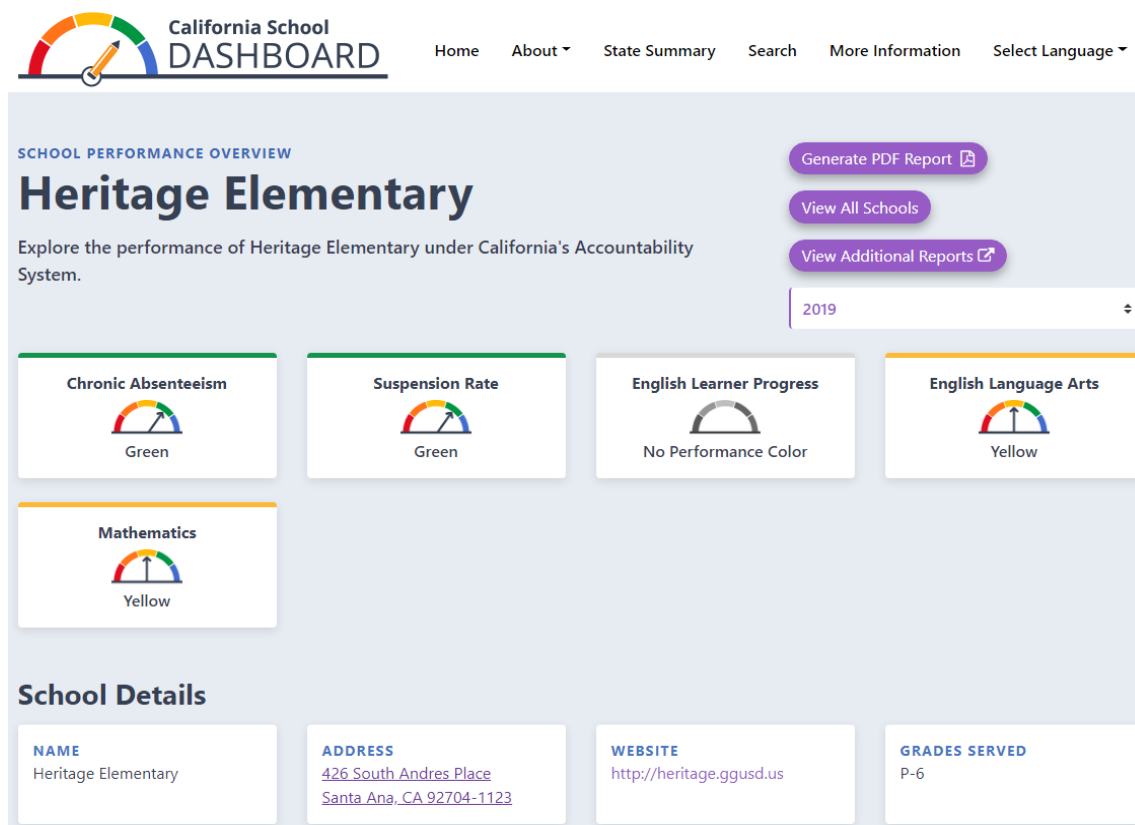 California School
DASHBOARD
Home About State Summary Search More Information Select Language
SCHOOL PERFORMANCE OVERVIEW
Heritage Elementary
Explore the performance of Heritage Elementary under California's Accountability
System.
Generate PDF Report
View All Schools
View Additional Reports
2019
Chronic Absenteeism
Green
Suspension Rate
Green
English Learner Progress
No Performance Color
English Language Arts
Yellow
Mathematics
Yellow
School Details
NAME
Heritage Elementary
ADDRESS
426 South Andres Place
Santa Ana, CA 92704-1123
WEBSITE
http://heritage.ggusd.us
GRADES SERVED
P-6